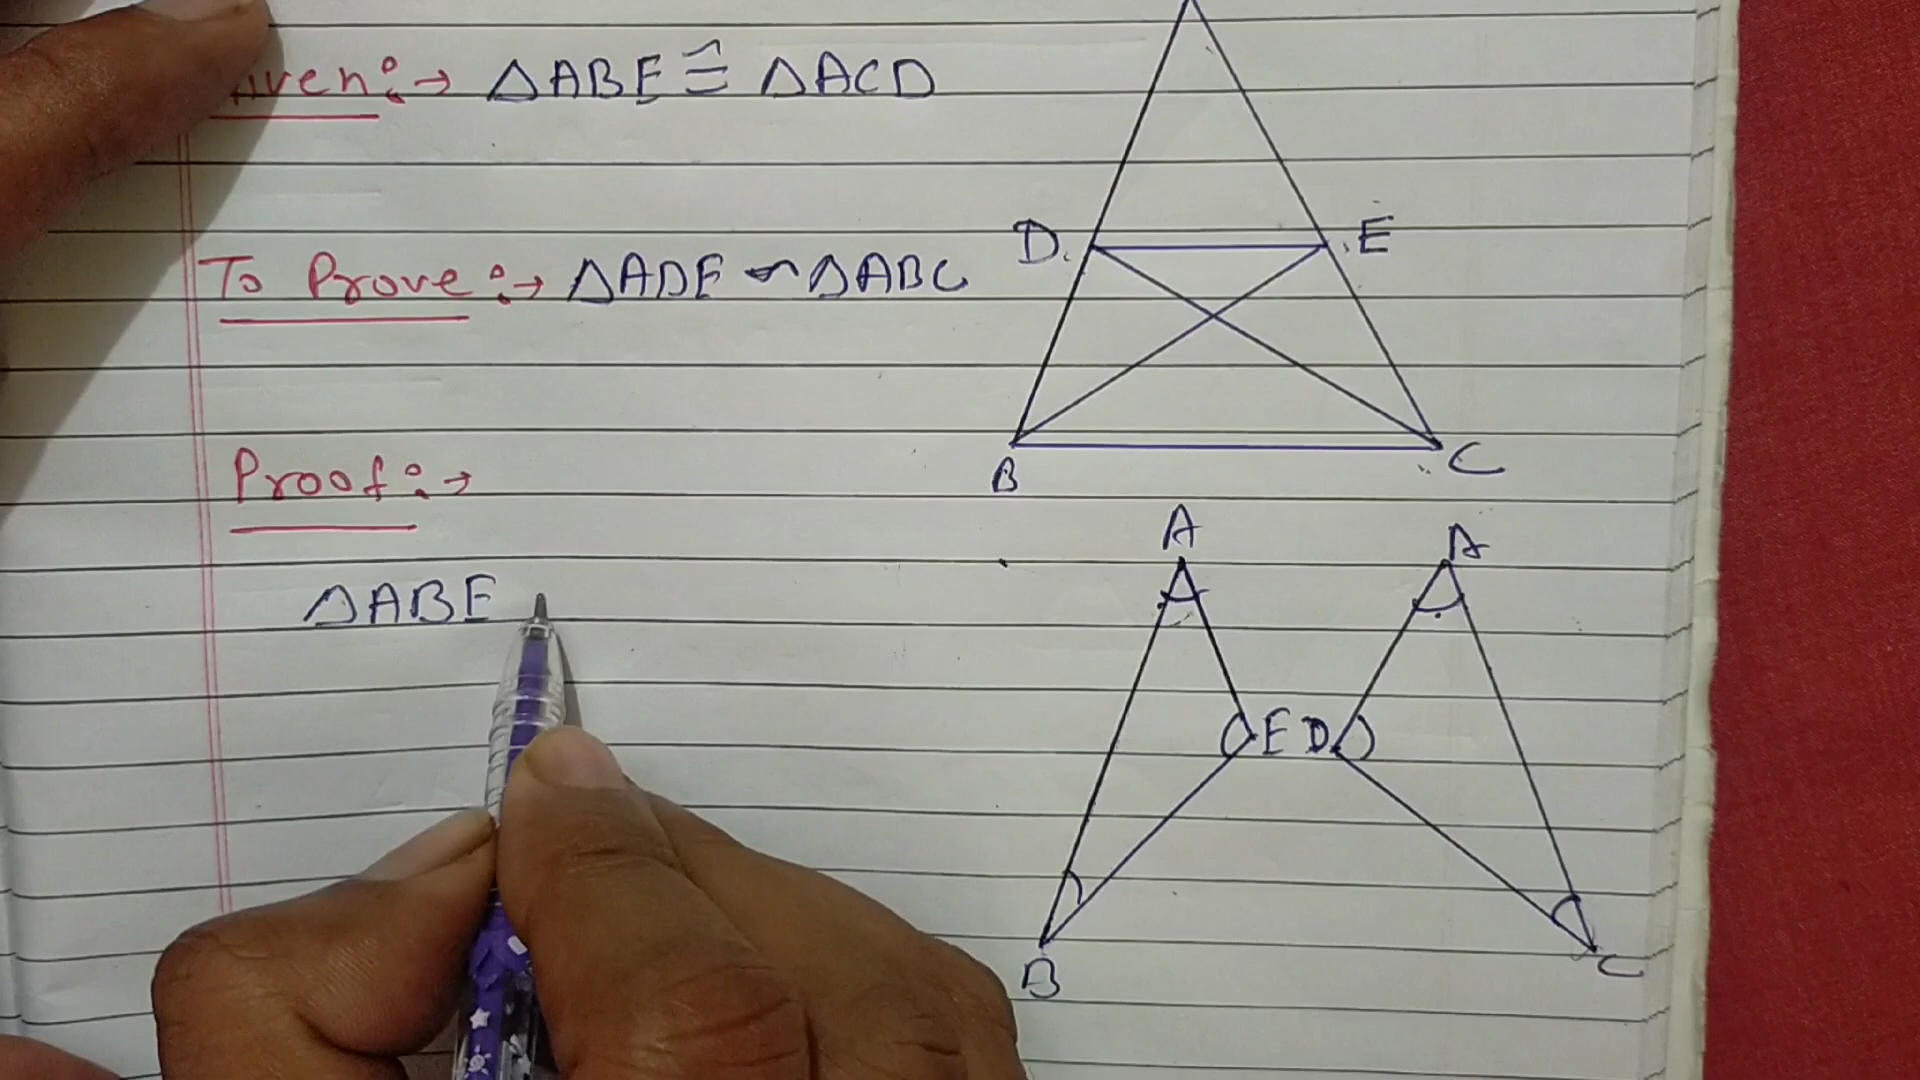 Given:→ △ABE ≅ △ACD
To Prove:→ △ADE ~ △ABC
D E
B C
Proof:→
A A
△ABE
E D
B C